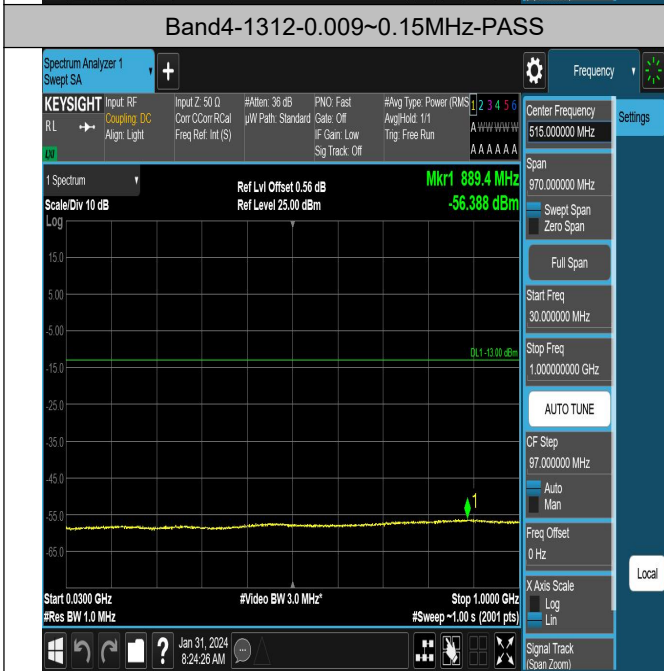 Band4-1312-0.009~0.15MHz-PASS
Spectrum Analyzer 1
Swept SA
Frequency
KEYSIGHT
RL
LXI
Input: RF
Coupling: DC
Align: Light
Input Z: 50 Ω
Corr CCorr RCal
Freq Ref: Int (S)
#Atten: 36 dB
µW Path: Standard
PNO: Fast
Gate: Off
IF Gain: Low
Sig Track: Off
#Avg Type: Power (RMS
Avg|Hold: 1/1
Trig: Free Run
1 2 3 4 5 6
A W W W W W
A A A A A A
Center Frequency
515.000000 MHz
Settings
Span
970.000000 MHz
Swept Span
Zero Span
Full Span
Start Freq
30.000000 MHz
Stop Freq
1.000000000 GHz
AUTO TUNE
CF Step
97.000000 MHz
Auto
Man
Freq Offset
0 Hz
X Axis Scale
Log
Lin
Signal Track
(Span Zoom)
Local
1 Spectrum
Scale/Div 10 dB
Log
Ref Lvl Offset 0.56 dB
Ref Level 25.00 dBm
Mkr1 889.4 MHz
-56.388 dBm
15.0
5.00
-5.00
-15.0
-25.0
-35.0
-45.0
-55.0
-65.0
DL1 -13.00 dBm
1
Start 0.0300 GHz
#Res BW 1.0 MHz
#Video BW 3.0 MHz*
Stop 1.0000 GHz
#Sweep ~1.00 s (2001 pts)
?
Jan 31, 2024
8:24:26 AM